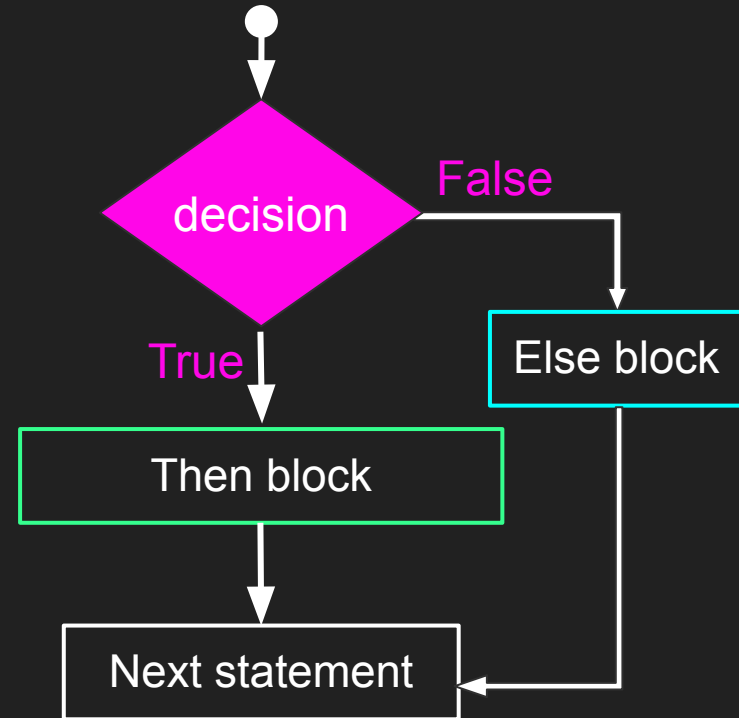 decision
False
True
Else block
Then block
Next statement